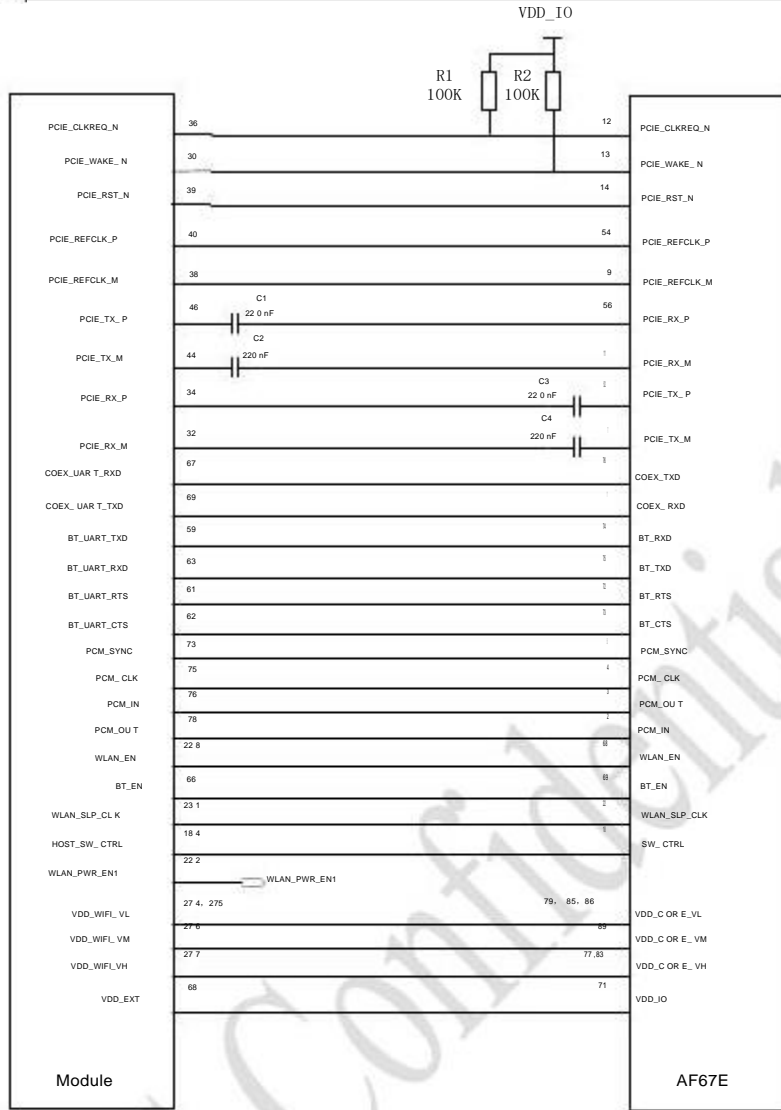 VDD_IO
R1 R2
100K 100K
36 12
PCIE_CLKREQ_N PCIE_CLKREQ_N
30 13
PCIE_WAKE_ N PCIE_WAKE_ N
39 14
PCIE_RST_N PCIE_RST_N
40 54
PCIE_REFCLK_P PCIE_REFCLK_P
38 9
PCIE_REFCLK_M PCIE_REFCLK_M
C1
46 22 0 nF 56
PCIE_TX_ P PCIE_RX_P
C2
44 220 nF
PCIE_TX_M PCIE_RX_M
C3
34 22 0 nF
PCIE_RX_P PCIE_TX_ P
C4
32 220 nF
PCIE_RX_M PCIE_TX_M
67
COEX_UAR T_RXD COEX_TXD
69
COEX_ UAR T_TXD COEX_ RXD
59
BT_UART_TXD BT_RXD
63
BT_UART_RXD BT_TXD
61
BT_UART_RTS BT_RTS
62
BT_UART_CTS BT_CTS
73
PCM_SYNC PCM_SYNC
75
PCM_ CLK PCM_ CLK
76
PCM_IN PCM_OU T
78
PCM_OU T PCM_IN
22 8
WLAN_EN WLAN_EN
66
BT_EN BT_EN
23 1
WLAN_SLP_CL K WLAN_SLP_CLK
18 4
HOST_SW_ CTRL SW_ CTRL
22 2
WLAN_PWR_EN1 WLAN_PWR_EN1
27 4，275 79， 85，86
VDD_WIFI_ VL VDD_C OR E_VL
27 6 89
VDD_WIFI_ VM VDD_C OR E_ VM
27 7 77 ,83
VDD_WIFI_VH VDD_C OR E_ VH
68 71
VDD_EXT VDD_IO
Module AF67E
Confidential